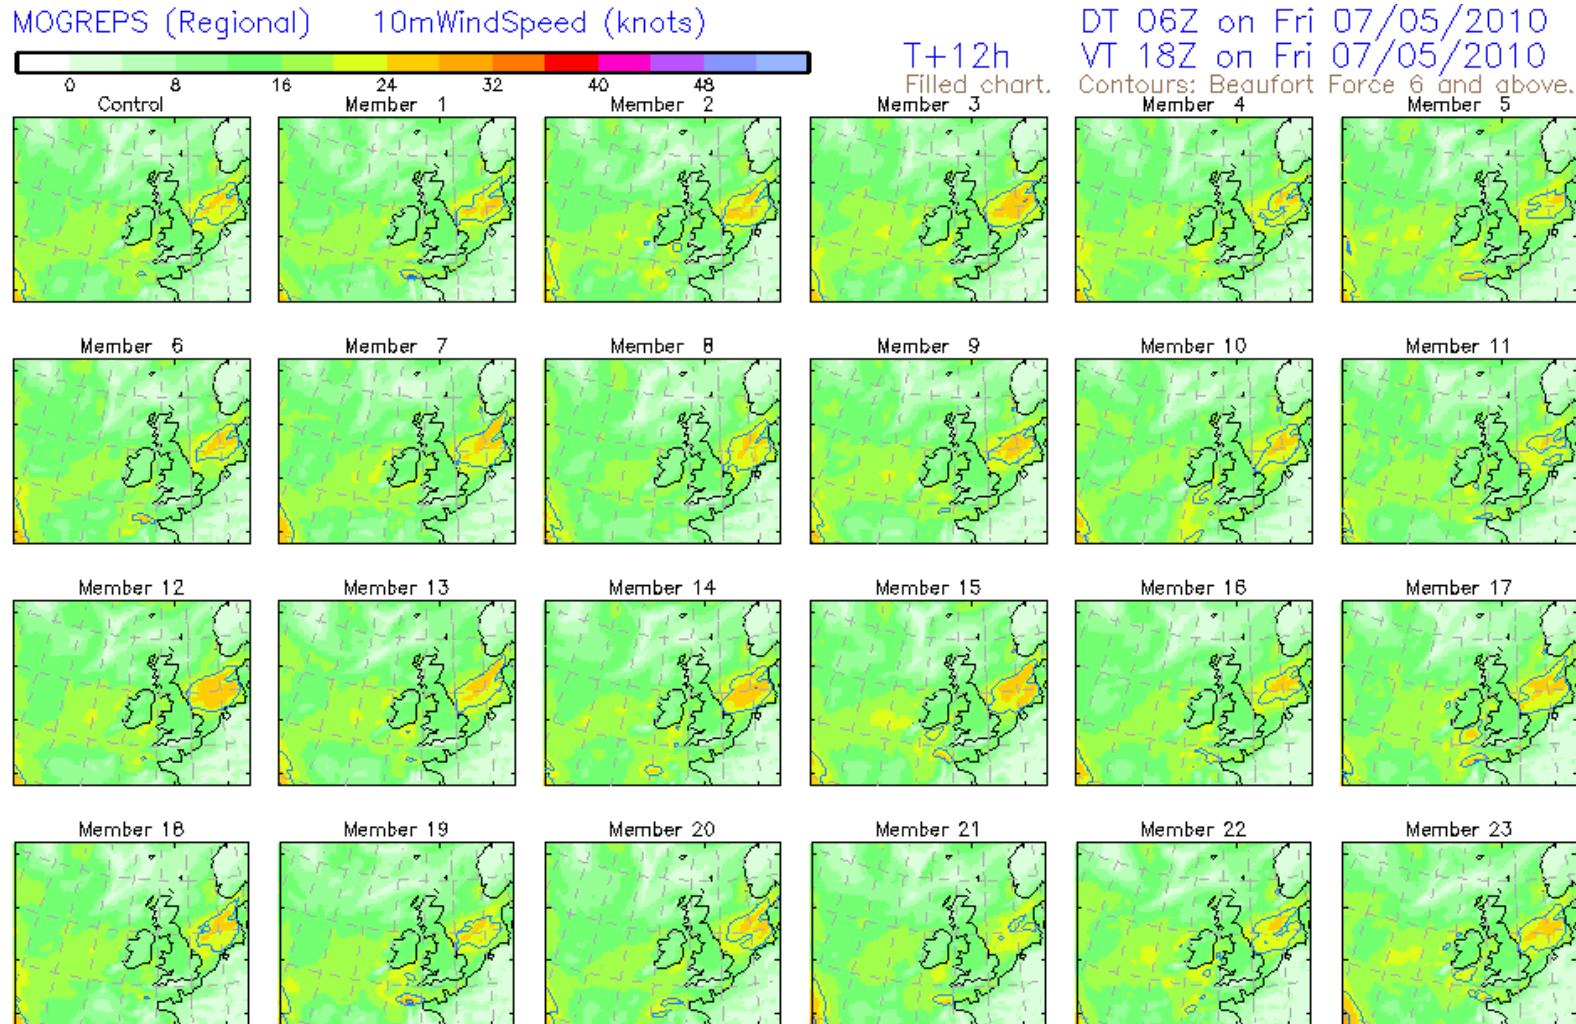 MOGREPS (Regional) 10mWindSpeed (knots) DT 06Z on Fri 07/05/2010
T+12h VT 18Z on Fri 07/05/2010
Filled chart. Contours: Beaufort Force 6 and above.
0 8 16 24 32 40 48
Control Member 1 Member 2 Member 3 Member 4 Member 5
Member 6 Member 7 Member 8 Member 9 Member 10 Member 11
Member 12 Member 13 Member 14 Member 15 Member 16 Member 17
Member 18 Member 19 Member 20 Member 21 Member 22 Member 23